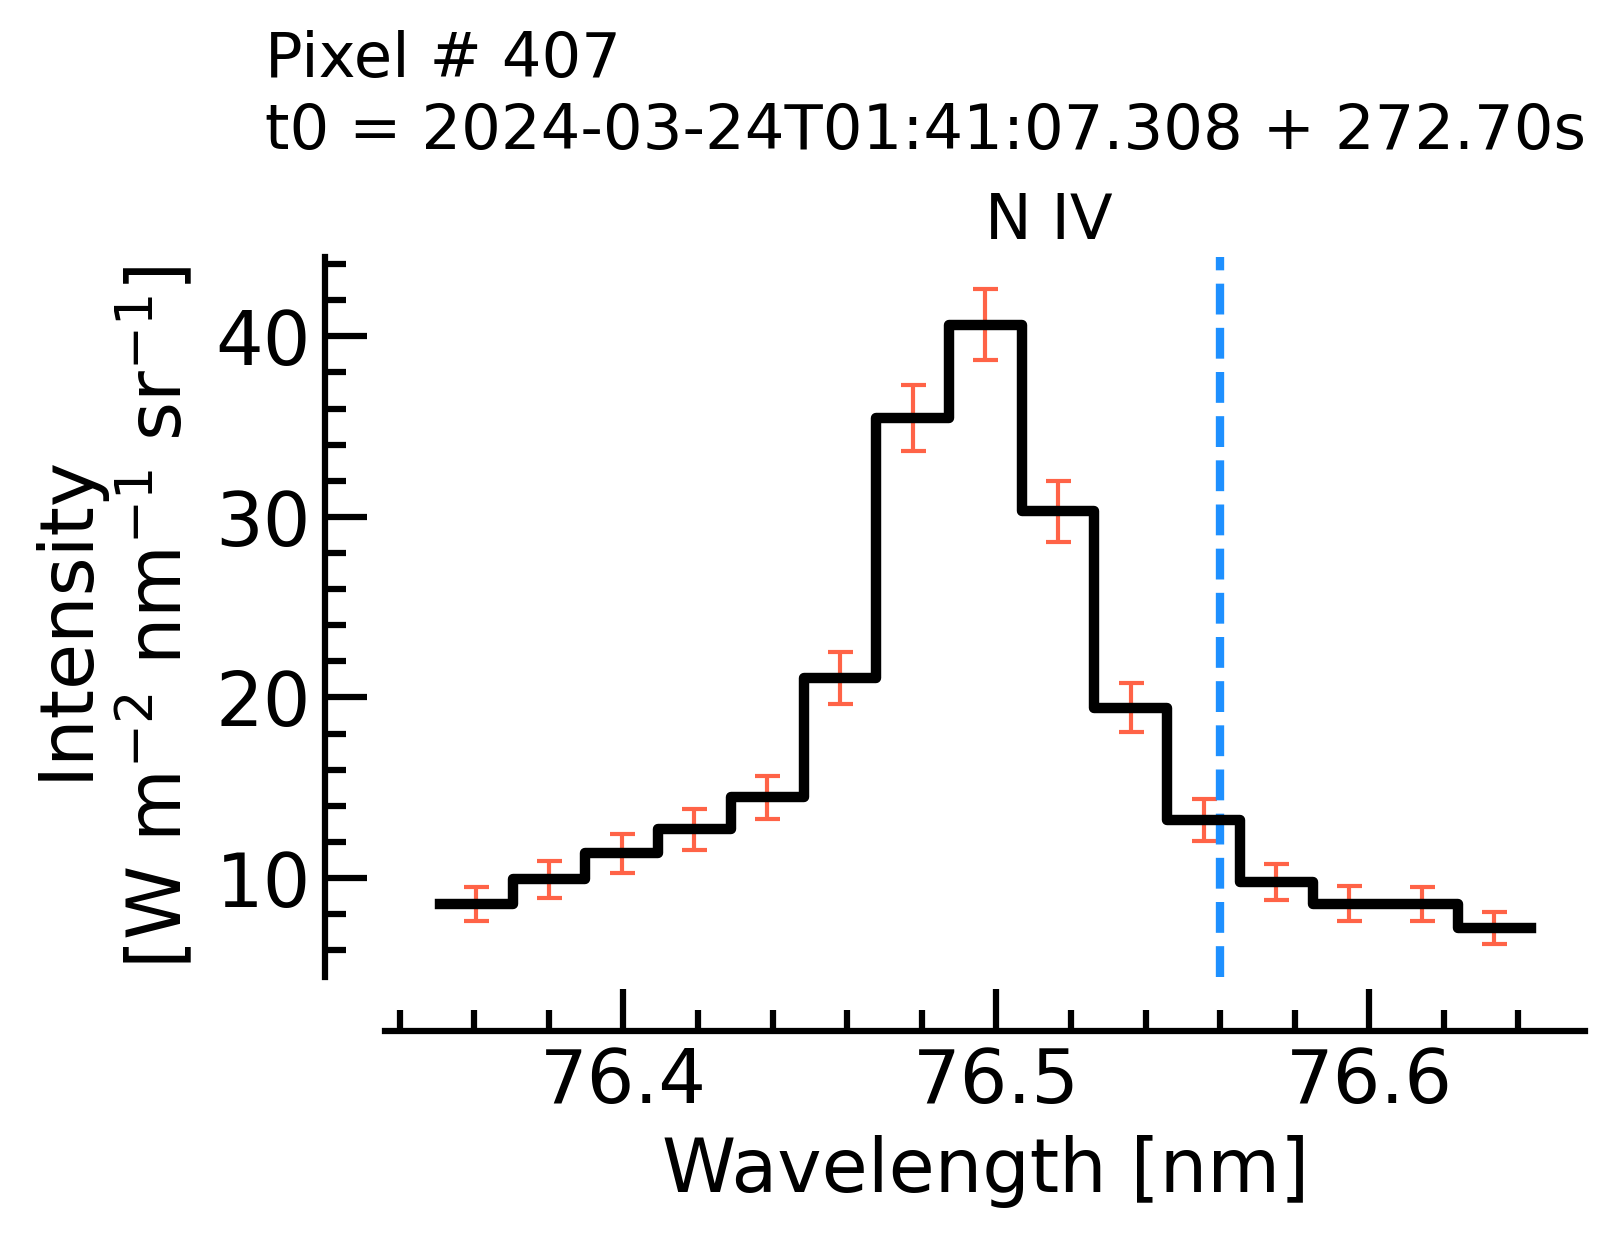 Pixel # 407
t0 = 2024-03-24T01:41:07.308 + 272.70s
N IV
Intensity
[W m⁻² nm⁻¹ sr⁻¹]
40
30
20
10
76.4 76.5 76.6
Wavelength [nm]